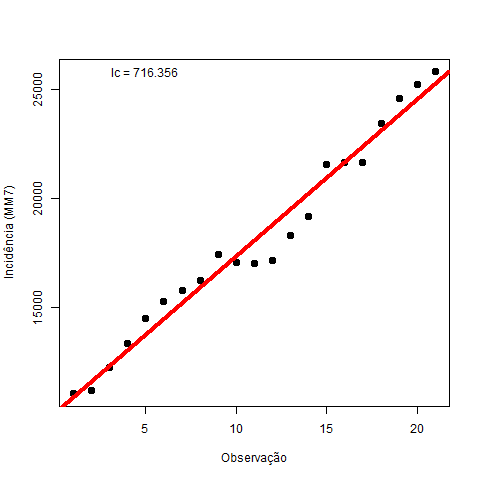 Ic = 716.356
25000
20000
15000
Incidência (MM7)
5
10
15
20
Observação